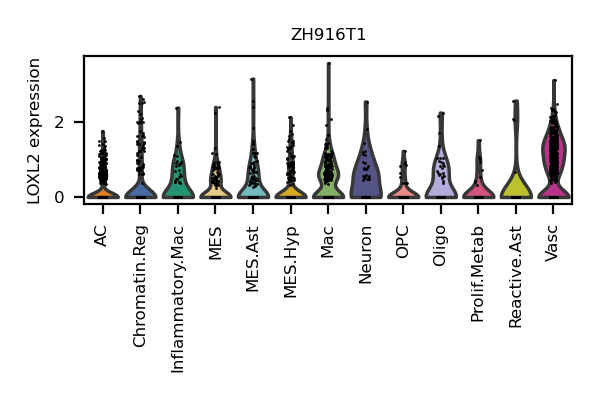 ZH916T1
LOXL2 expression
2
0
AC
Chromatin.Reg
Inflammatory.Mac
MES
MES.Ast
MES.Hyp
Mac
Neuron
OPC
Oligo
Prolif.Metab
Reactive.Ast
Vasc